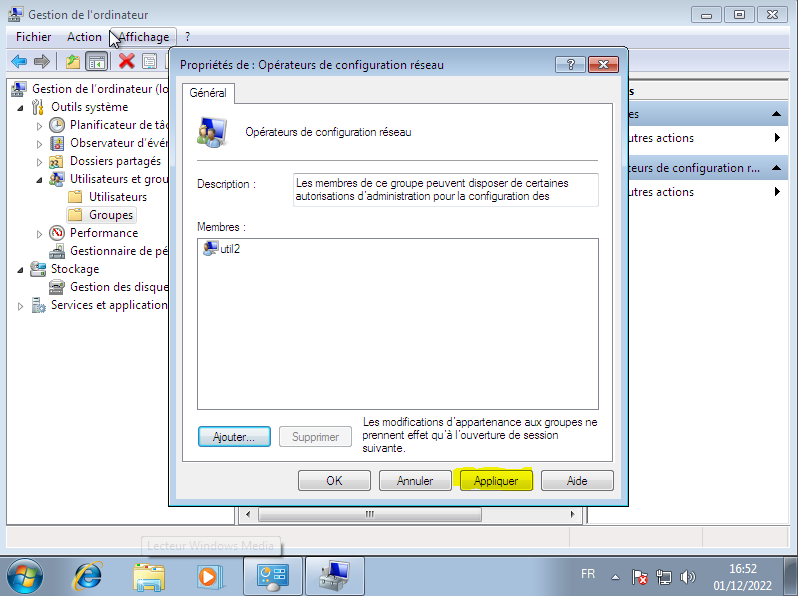 Gestion de l'ordinateur
Fichier Action Affichage ?
Propriétés de : Opérateurs de configuration réseau
Général
Opérateurs de configuration réseau
Description :
Les membres de ce groupe peuvent disposer de certaines
autorisations d'administration pour la configuration des
Membres :
util2
Ajouter...
Supprimer
Les modifications d'appartenance aux groupes ne
prennent effet qu'à l'ouverture de session
suivante.
OK
Annuler
Appliquer
Aide
Gestion de l'ordinateur (lo
Outils système
Planificateur de tâc
Observateur d'évér
Dossiers partagés
Utilisateurs et grou
Utilisateurs
Groupes
Performance
Gestionnaire de pé
Stockage
Gestion des disque
Services et application
s
es
utres actions
teurs de configuration r...
utres actions
Lecteur Windows Media
FR
16:52
01/12/2022